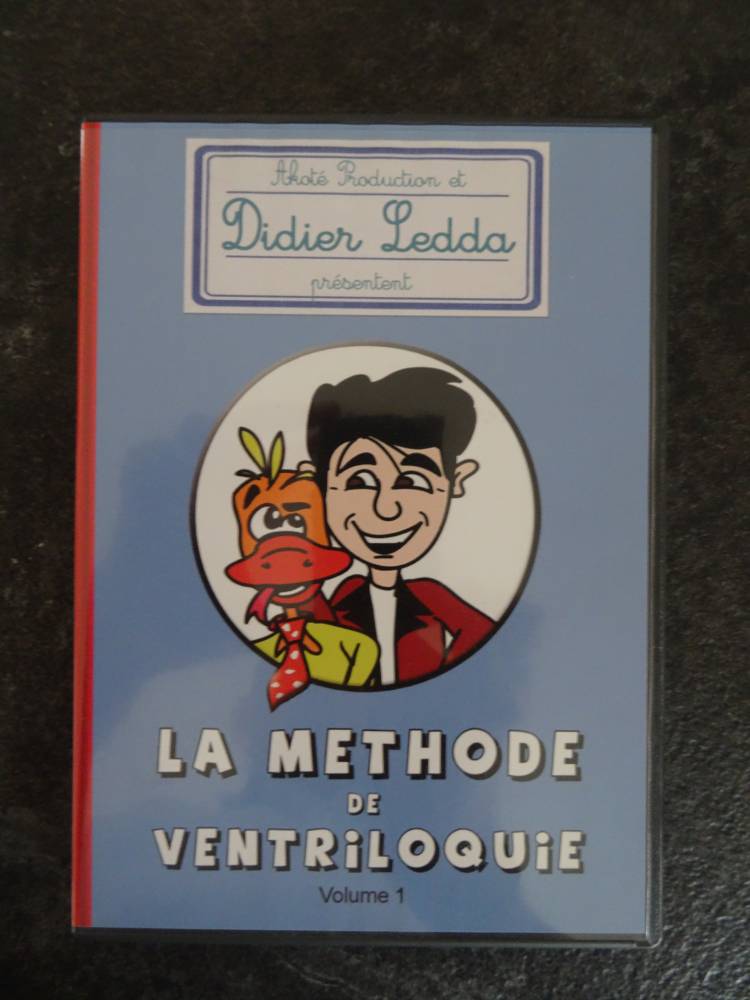 Akoté Production et
Didier Ledda
présentent
LA METHODE
DE
VENTRiLOQUiE
Volume 1